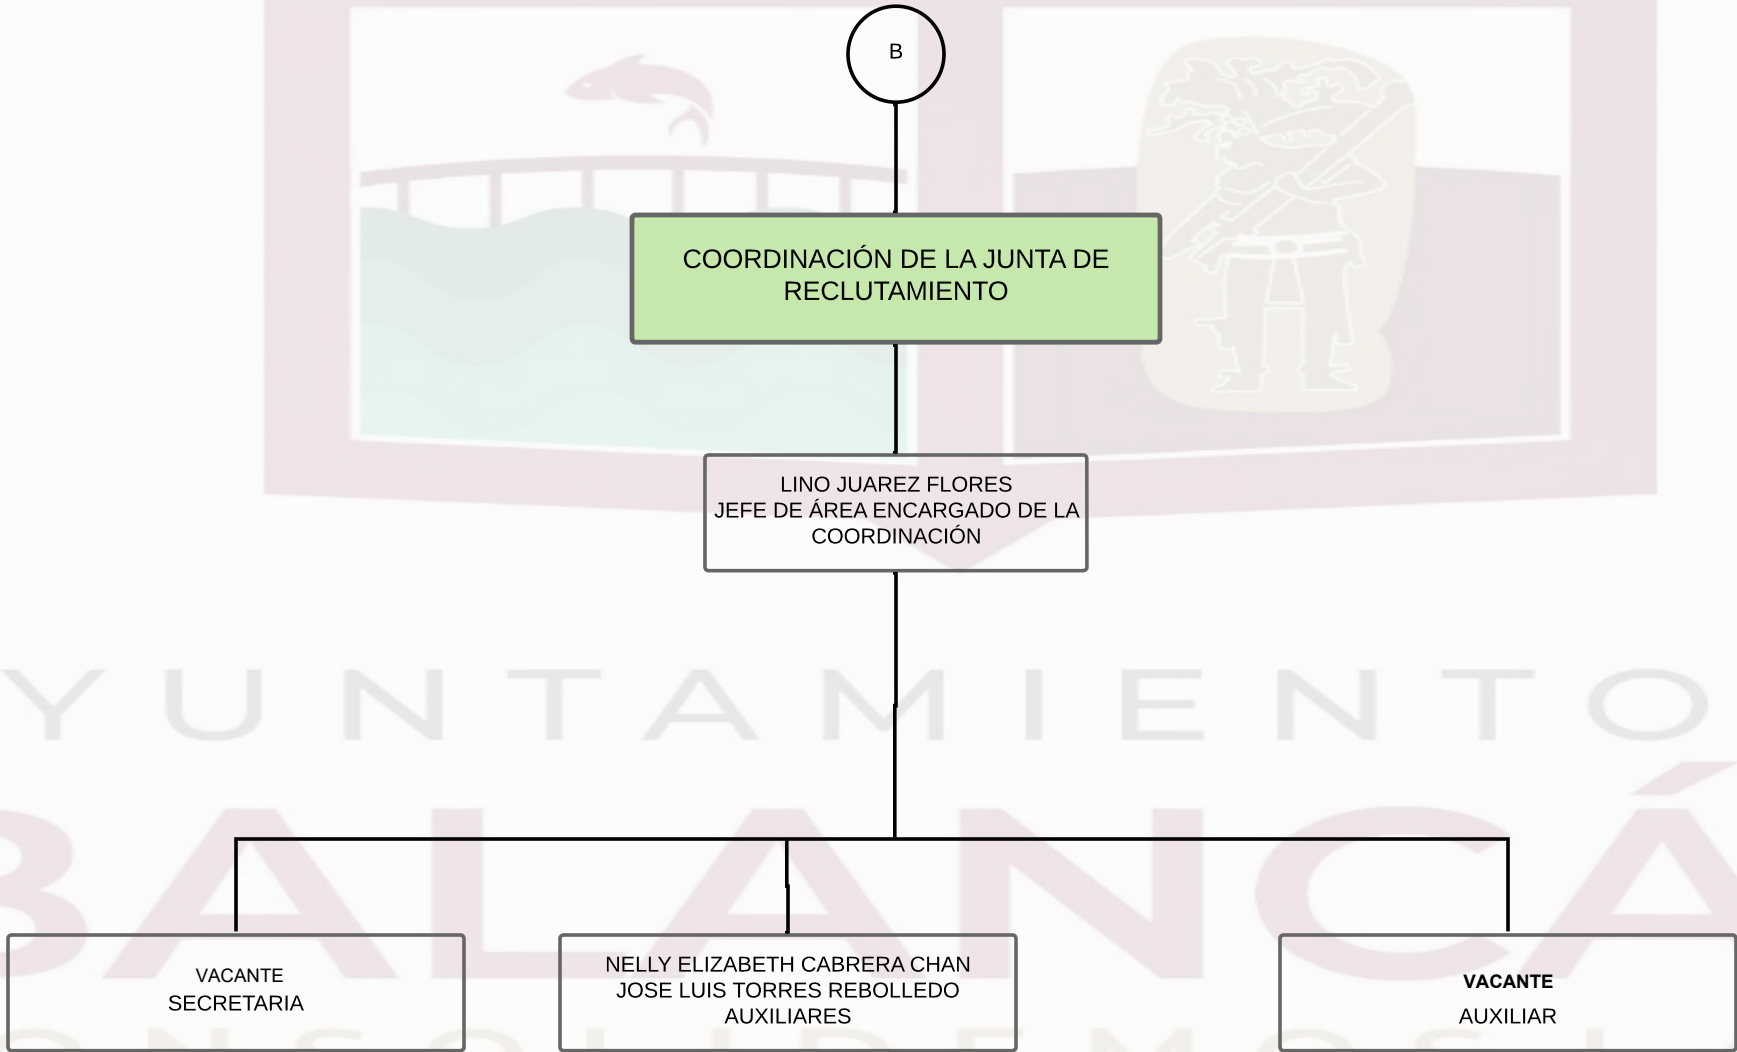 B
COORDINACIÓN DE LA JUNTA DE
RECLUTAMIENTO
LINO JUAREZ FLORES
JEFE DE ÁREA ENCARGADO DE LA
COORDINACIÓN
YUNTAMIENTO
BALANCÁ
VACANTE
SECRETARIA
NELLY ELIZABETH CABRERA CHAN
JOSE LUIS TORRES REBOLLEDO
AUXILIARES
VACANTE
AUXILIAR